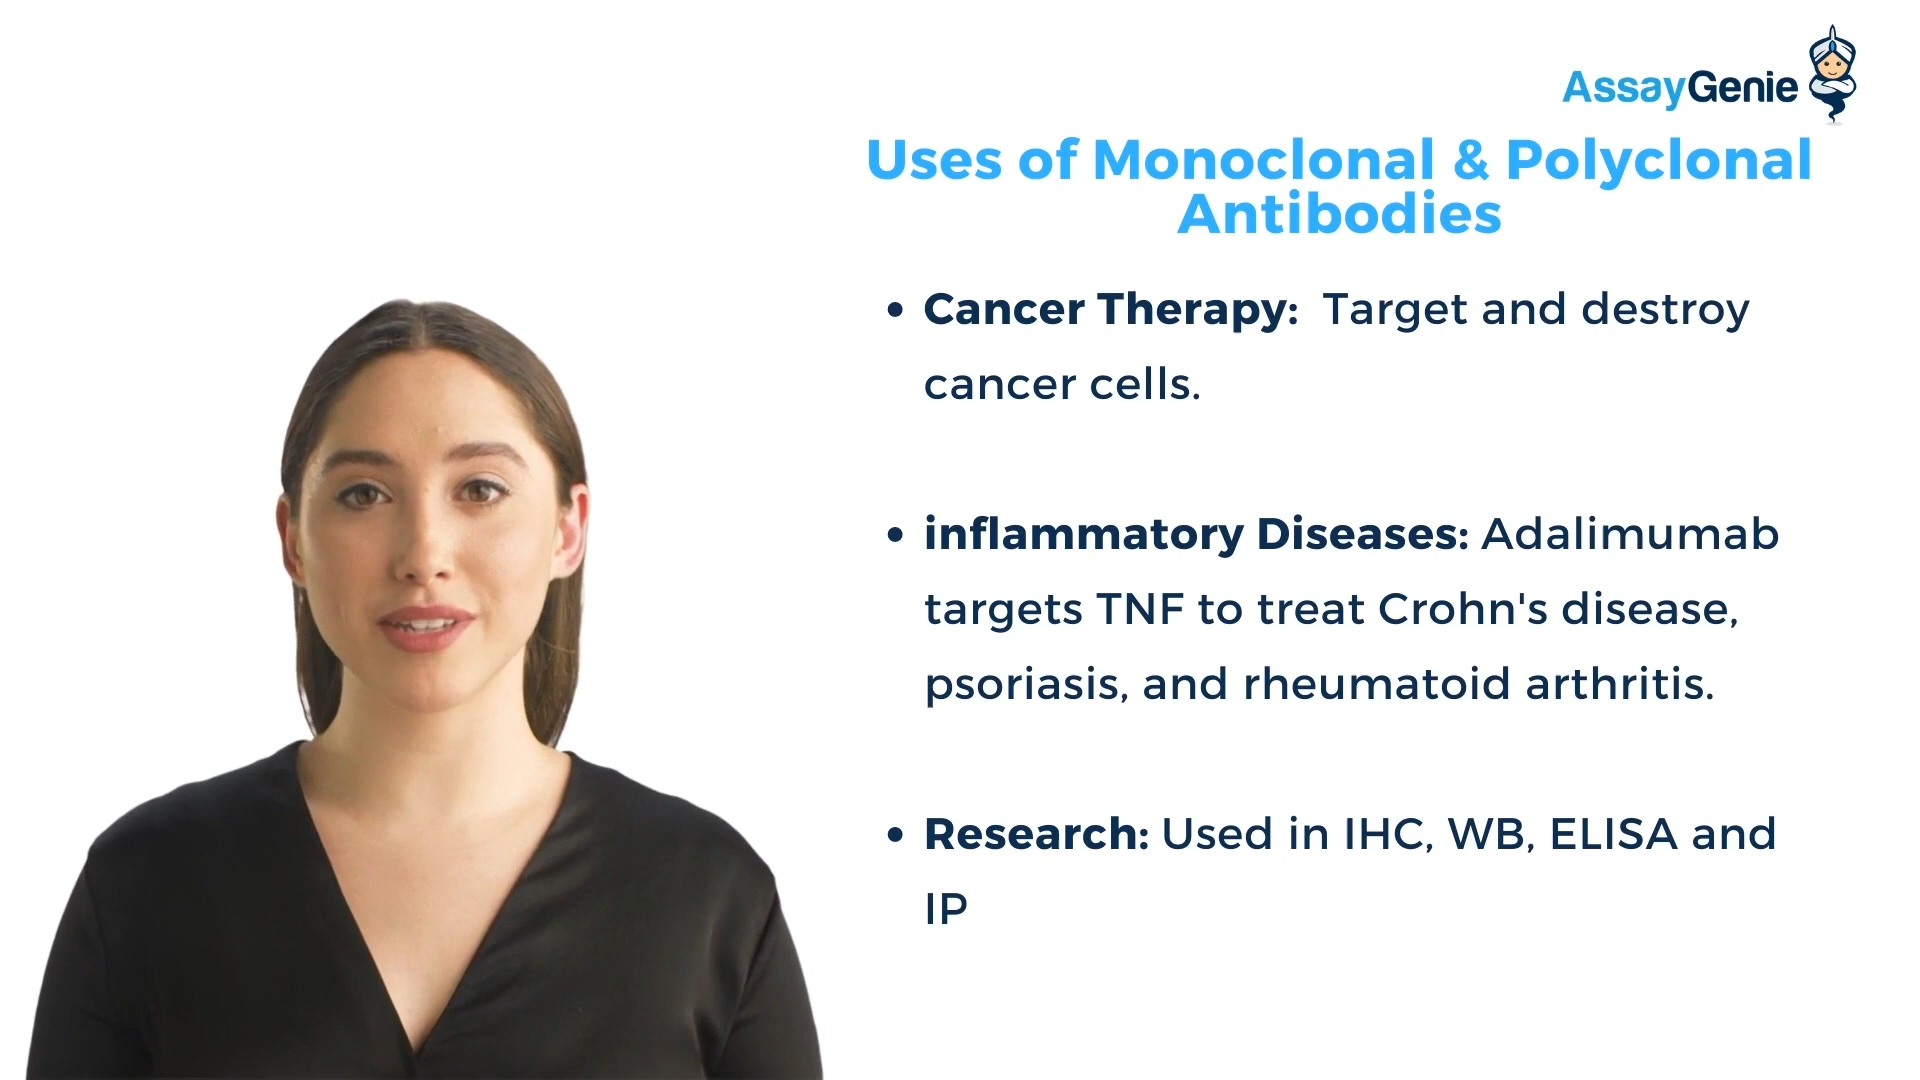 AssayGenie
Uses of Monoclonal & Polyclonal
Antibodies
• Cancer Therapy:  Target and destroy
cancer cells.
• inflammatory Diseases: Adalimumab
targets TNF to treat Crohn's disease,
psoriasis, and rheumatoid arthritis.
• Research: Used in IHC, WB, ELISA and
IP